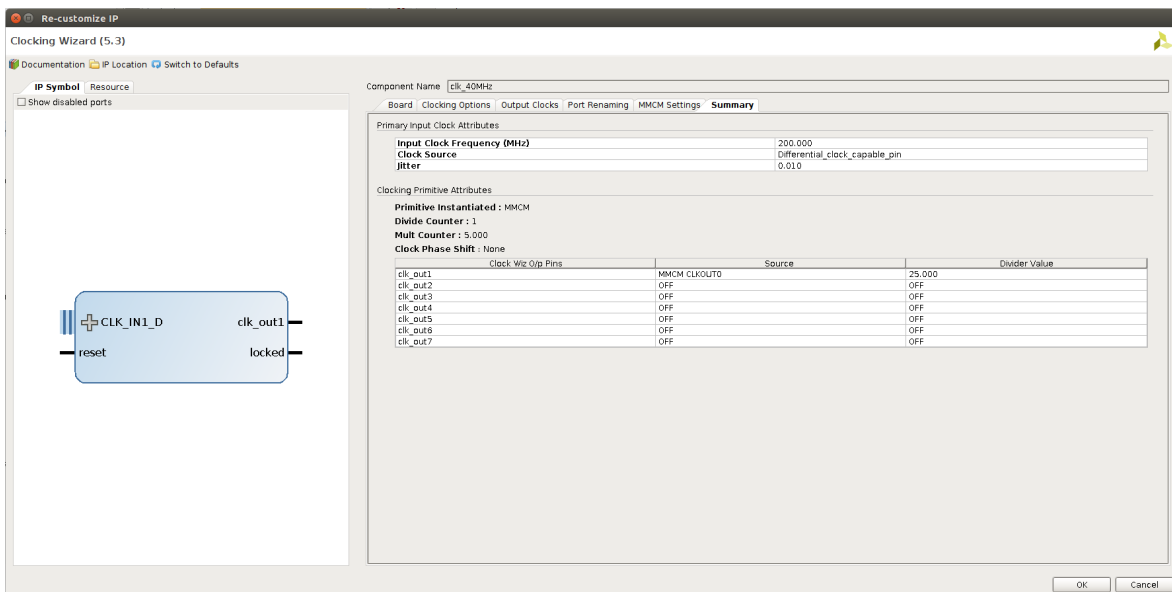 Re-customize IP
Clocking Wizard (5.3)
Documentation IP Location Switch to Defaults
IP Symbol Resource
Show disabled ports
CLK_IN1_D clk_out1
reset locked
Component Name clk_40MHz
Board Clocking Options Output Clocks Port Renaming MMCM Settings Summary
Primary Input Clock Attributes
Input Clock Frequency (MHz) 200.000
Clock Source Differential_clock_capable_pin
Jitter 0.010
Clocking Primitive Attributes
Primitive Instantiated : MMCM
Divide Counter : 1
Mult Counter : 5.000
Clock Phase Shift : None
Clock Wiz O/p Pins Source Divider Value
clk_out1 MMCM CLKOUT0 25.000
clk_out2 OFF OFF
clk_out3 OFF OFF
clk_out4 OFF OFF
clk_out5 OFF OFF
clk_out6 OFF OFF
clk_out7 OFF OFF
OK Cancel